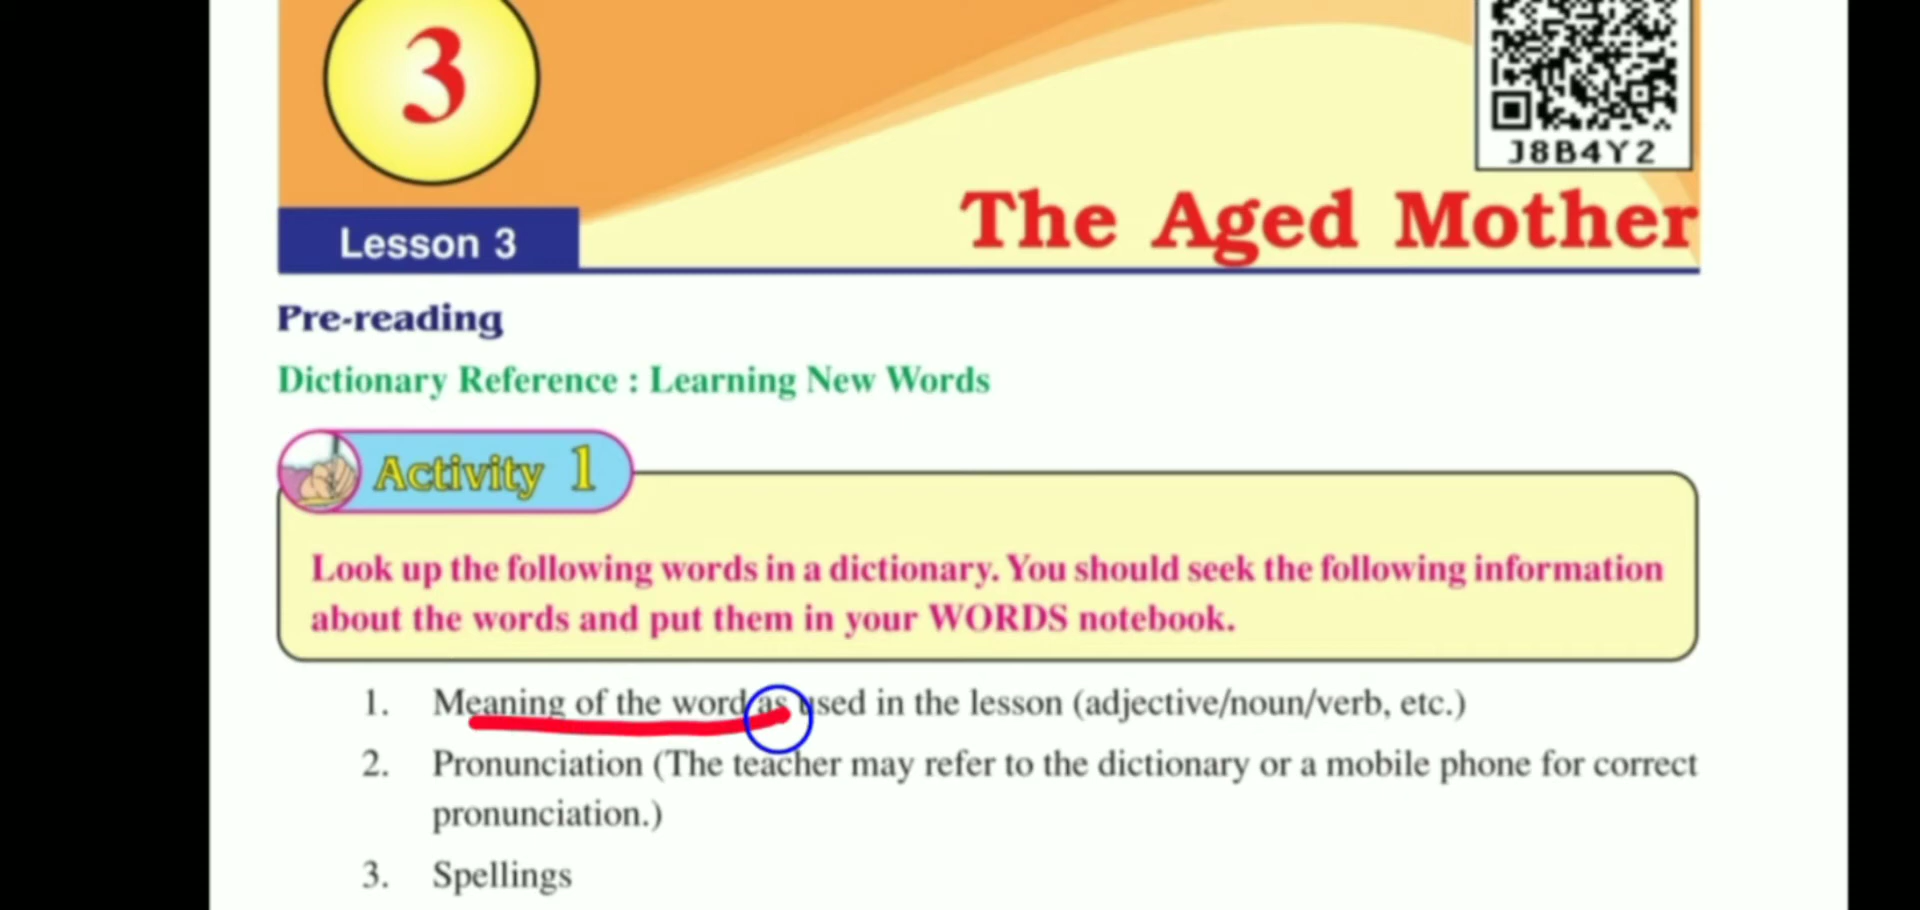 3
J8B4Y2
Lesson 3
The Aged Mother
Pre-reading
Dictionary Reference : Learning New Words
Activity 1
Look up the following words in a dictionary. You should seek the following information
about the words and put them in your WORDS notebook.
1. Meaning of the word as used in the lesson (adjective/noun/verb, etc.)
2. Pronunciation (The teacher may refer to the dictionary or a mobile phone for correct
pronunciation.)
3. Spellings